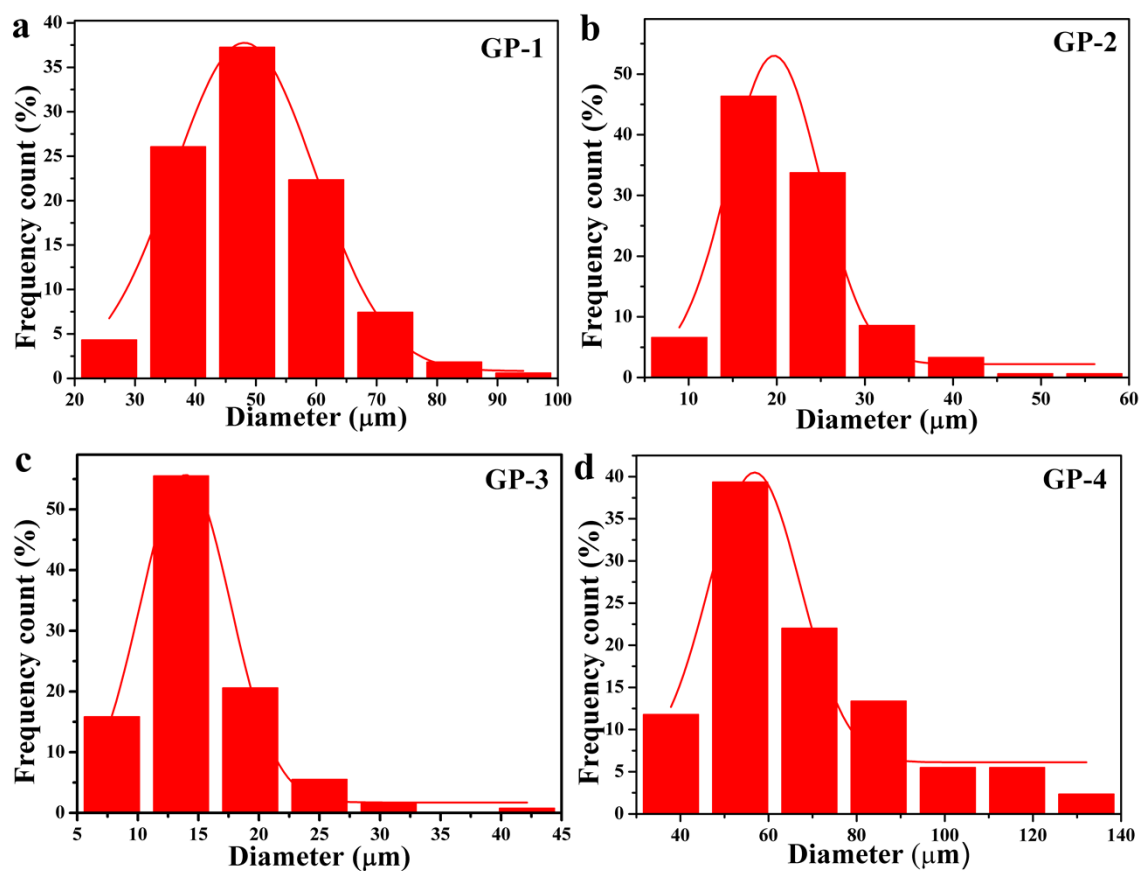 a
GP-1
40
35
30
25
20
15
10
5
0
Frequency count (%)
20 30 40 50 60 70 80 90 100
Diameter (μm)
b
GP-2
50
40
30
20
10
0
Frequency count (%)
10 20 30 40 50 60
Diameter (μm)
c
GP-3
50
40
30
20
10
0
Frequency count (%)
5 10 15 20 25 30 35 40 45
Diameter (μm)
d
GP-4
40
35
30
25
20
15
10
5
0
Frequency count (%)
40 60 80 100 120 140
Diameter (μm)